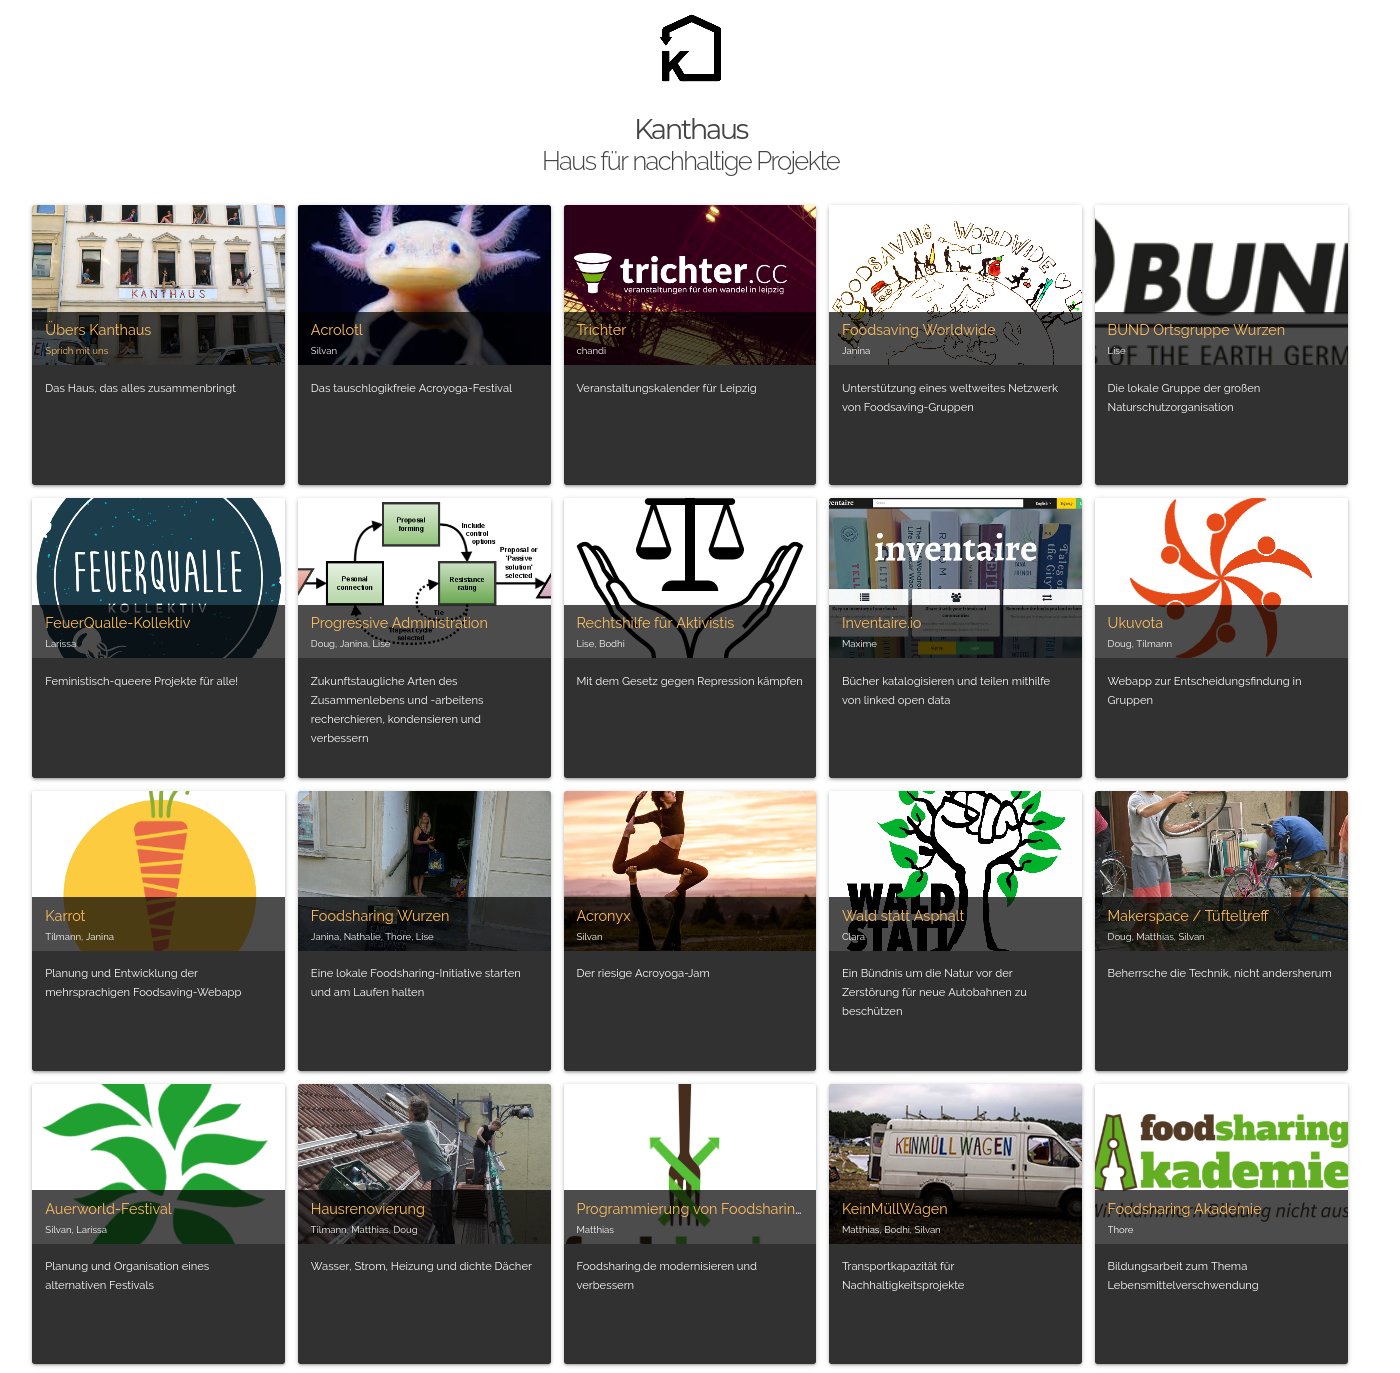 K
Kanthaus
Haus für nachhaltige Projekte
KANTHAUS
Übers Kanthaus
Sprich mit uns
Das Haus, das alles zusammenbringt
Acrolotl
Silvan
Das tauschlogikfreie Acroyoga-Festival
trichter.cc
veranstaltungen für den wandel in leipzig
Trichter
chandi
Veranstaltungskalender für Leipzig
FOODSAVING WORLDWIDE
Foodsaving Worldwide
Janina
Unterstützung eines weltweites Netzwerk
von Foodsaving-Gruppen
BUN
OF THE EARTH GERM
BUND Ortsgruppe Wurzen
Lise
Die lokale Gruppe der großen
Naturschutzorganisation
FEUERQUALLE
KOLLEKTIV
FeuerQualle-Kollektiv
Larissa
Feministisch-queere Projekte für alle!
Proposal
forming
Include
control
options
Proposal or
'Passive
solution'
selected
Pesonal
connection
Resistance
rating
Tie
Repeat cycle
selected
Progressive Administration
Doug, Janina, Lise
Zukunftstaugliche Arten des
Zusammenlebens und -arbeitens
recherchieren, kondensieren und
verbessern
Rechtshilfe für Aktivistis
Lise, Bodhi
Mit dem Gesetz gegen Repression kämpfen
inventaire
Inventaire.io
Maxime
Bücher katalogisieren und teilen mithilfe
von linked open data
Ukuvota
Doug, Tilmann
Webapp zur Entscheidungsfindung in
Gruppen
Karrot
Tilmann, Janina
Planung und Entwicklung der
mehrsprachigen Foodsaving-Webapp
Foodsharing Wurzen
Janina, Nathalie, Thore, Lise
Eine lokale Foodsharing-Initiative starten
und am Laufen halten
Acronyx
Silvan
Der riesige Acroyoga-Jam
WALD
STATT
Wald statt Asphalt
Clara
Ein Bündnis um die Natur vor der
Zerstörung für neue Autobahnen zu
beschützen
Makerspace / Tüfteltreff
Doug, Matthias, Silvan
Beherrsche die Technik, nicht andersherum
Auerworld-Festival
Silvan, Larissa
Planung und Organisation eines
alternativen Festivals
Hausrenovierung
Tilmann, Matthias, Doug
Wasser, Strom, Heizung und dichte Dächer
Programmierung von Foodsharin...
Matthias
Foodsharing.de modernisieren und
verbessern
KEINMÜLLWAGEN
KeinMüllWagen
Matthias, Bodhi, Silvan
Transportkapazität für
Nachhaltigkeitsprojekte
foodsharing
kademie
Bildung nicht aus
Foodsharing Akademie
Thore
Bildungsarbeit zum Thema
Lebensmittelverschwendung